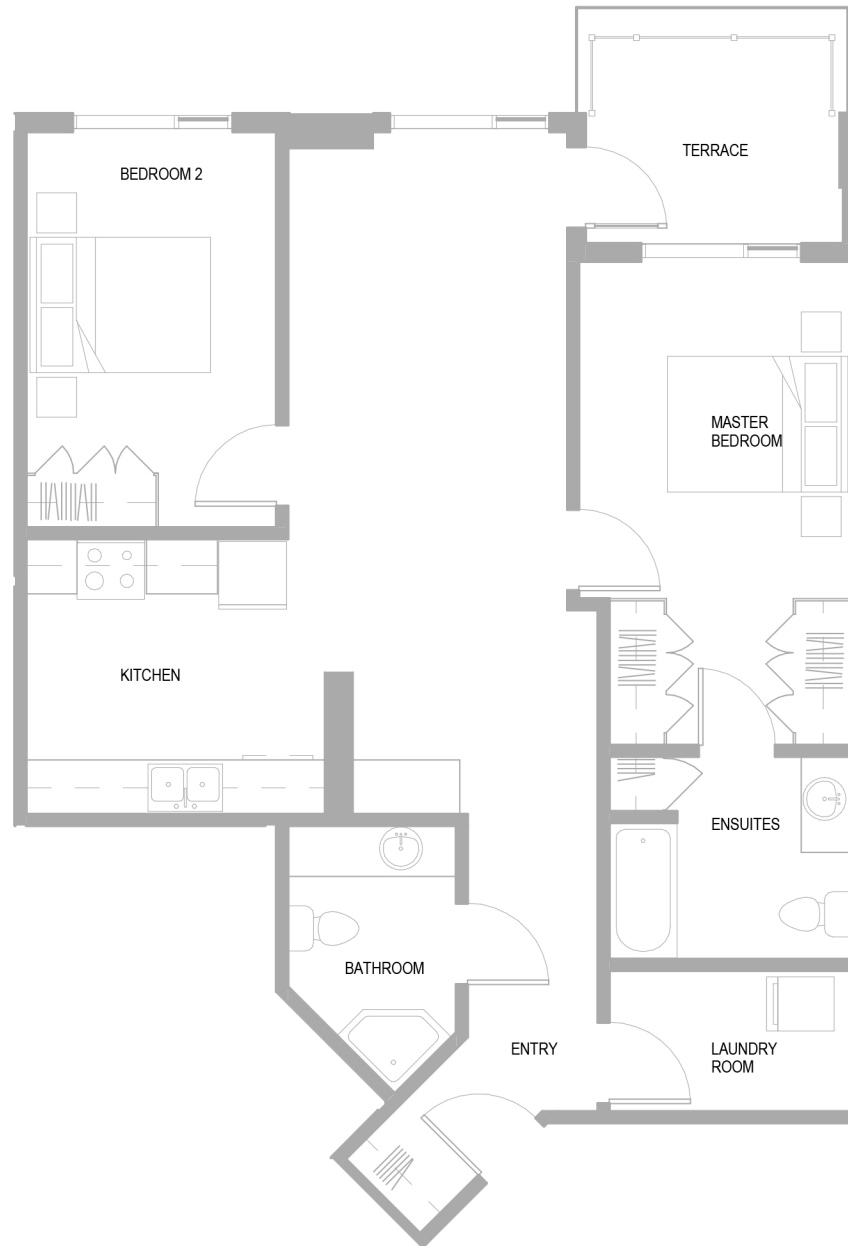 TERRACE
BEDROOM 2
MASTER
BEDROOM
KITCHEN
ENSUITES
BATHROOM
ENTRY
LAUNDRY
ROOM